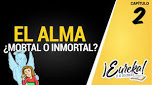 CAPÍTULO
2
EL ALMA
¿MORTAL O INMORTAL?
¡Eureka!